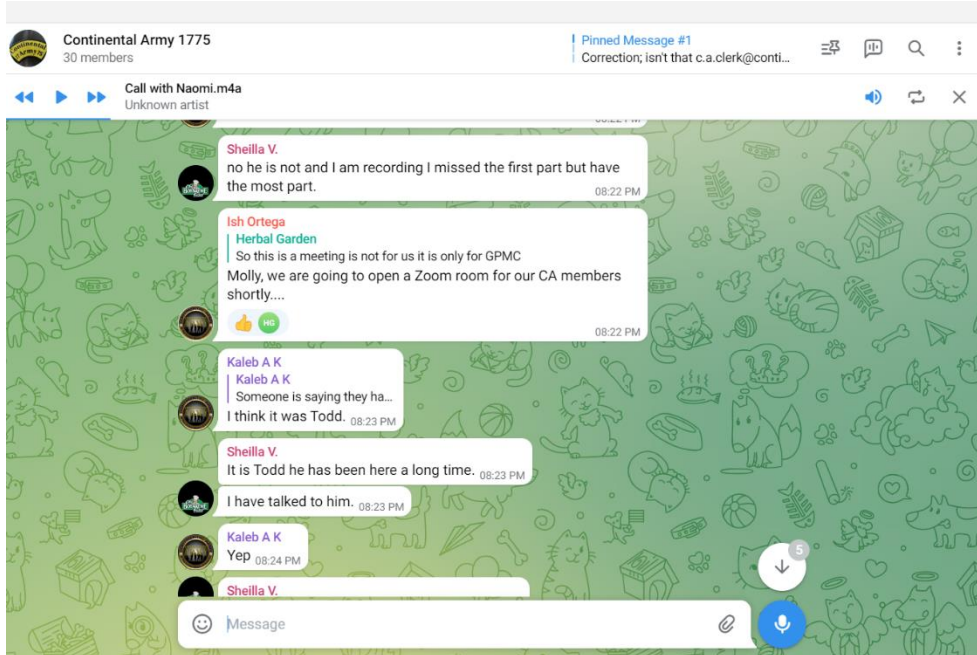 Continental Army 1775
30 members
Pinned Message #1
Correction; isn't that c.a.clerk@conti...
Call with Naomi.m4a
Unknown artist
Sheilla V.
no he is not and I am recording I missed the first part but have
the most part.
08:22 PM
Ish Ortega
Herbal Garden
So this is a meeting is not for us it is only for GPMC
Molly, we are going to open a Zoom room for our CA members
shortly....
HG
08:22 PM
Kaleb A K
Kaleb A K
Someone is saying they ha...
I think it was Todd. 08:23 PM
Sheilla V.
It is Todd he has been here a long time. 08:23 PM
I have talked to him. 08:23 PM
Kaleb A K
Yep 08:24 PM
5
Sheilla V.
Message